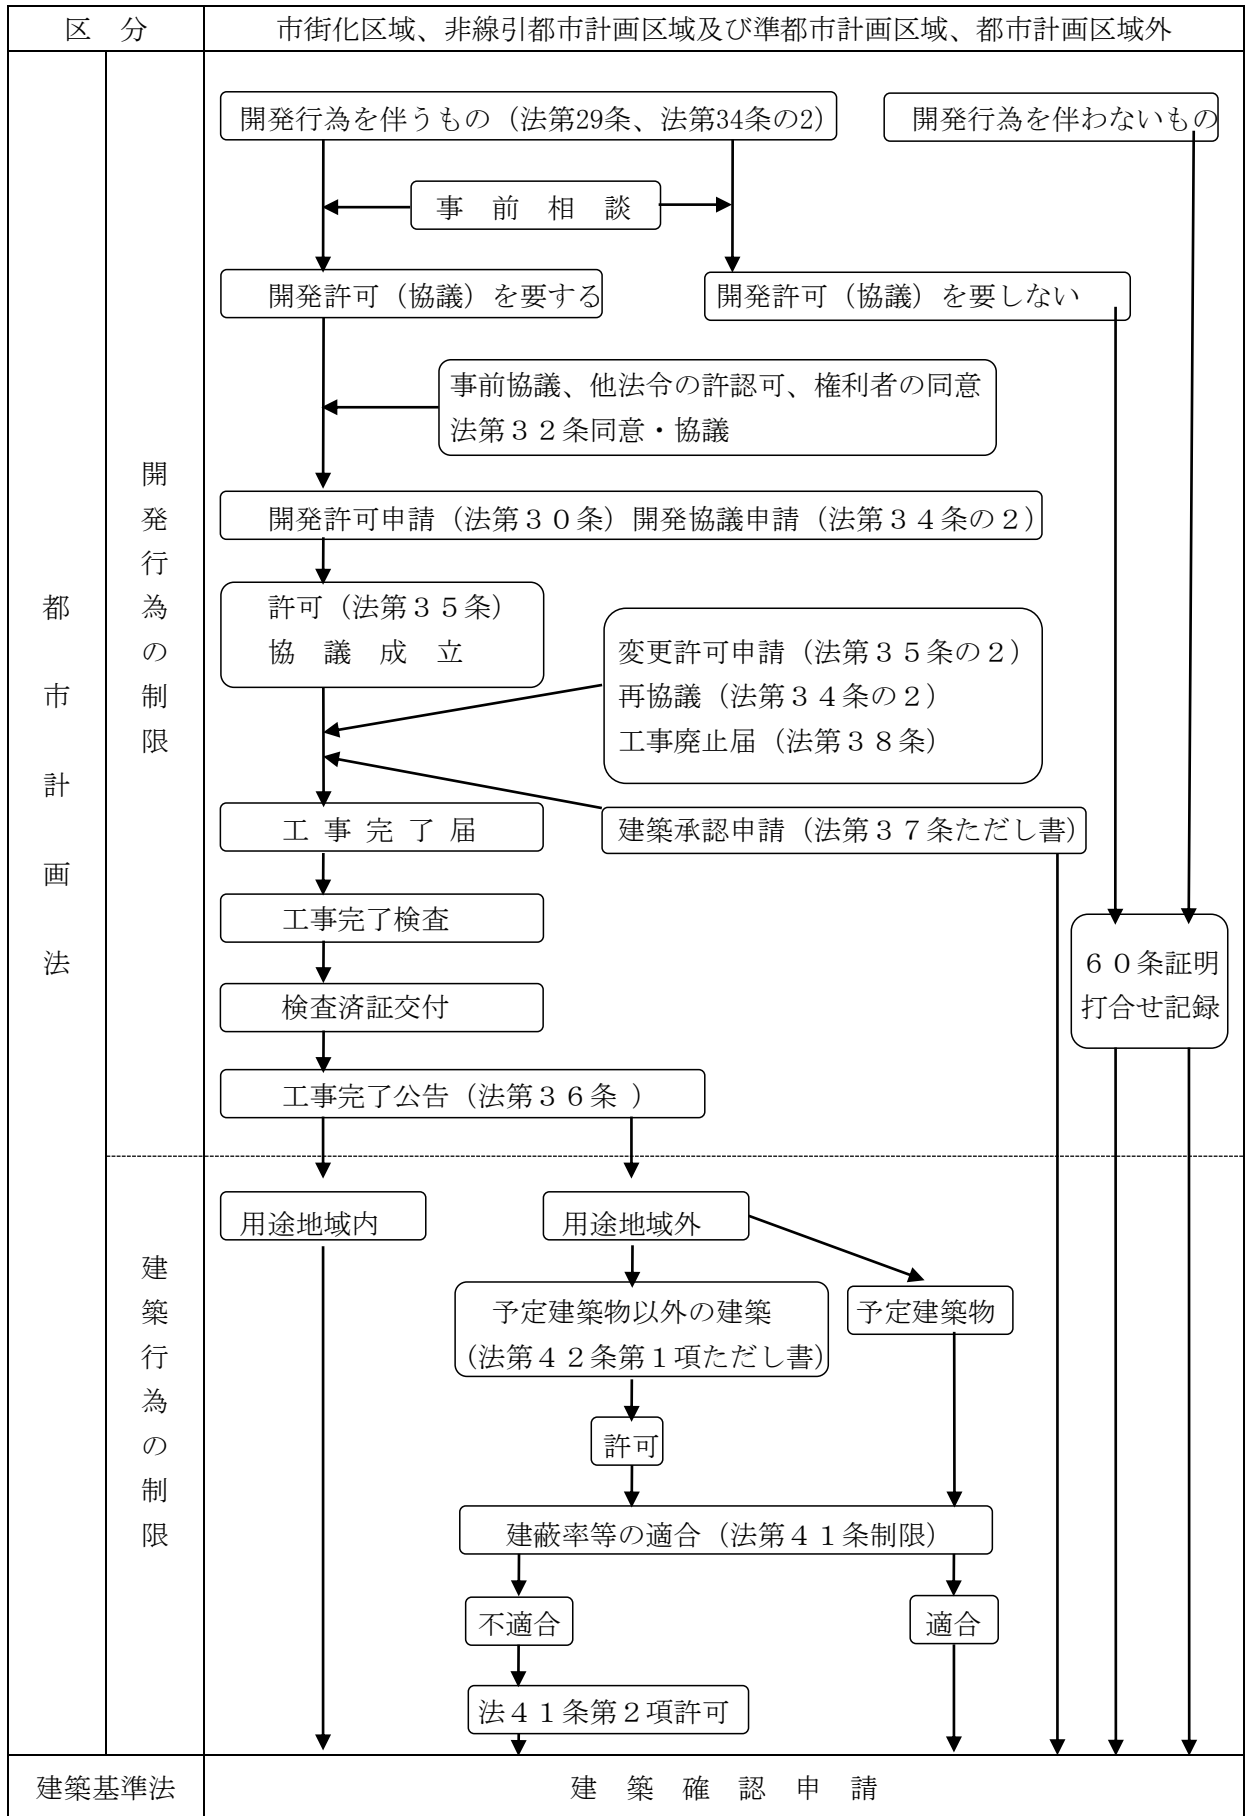 区　分
市街化区域、非線引都市計画区域及び準都市計画区域、都市計画区域外
都市計画法
開発行為の制限
開発行為を伴うもの（法第29条、法第34条の2）
開発行為を伴わないもの
事　前　相　談
開発許可（協議）を要する
開発許可（協議）を要しない
事前協議、他法令の許認可、権利者の同意
法第３２条同意・協議
開発許可申請（法第３０条）開発協議申請（法第３４条の２）
許可（法第３５条）
協　議　成　立
変更許可申請（法第３５条の２）
再協議（法第３４条の２）
工事廃止届（法第３８条）
工 事 完 了 届
建築承認申請（法第３７条ただし書）
工事完了検査
６０条証明
打合せ記録
検査済証交付
工事完了公告（法第３６条 ）
建築行為の制限
用途地域内
用途地域外
予定建築物以外の建築
（法第４２条第１項ただし書）
予定建築物
許可
建蔽率等の適合（法第４１条制限）
不適合
適合
法４１条第２項許可
建築基準法
建　築　確　認　申　請